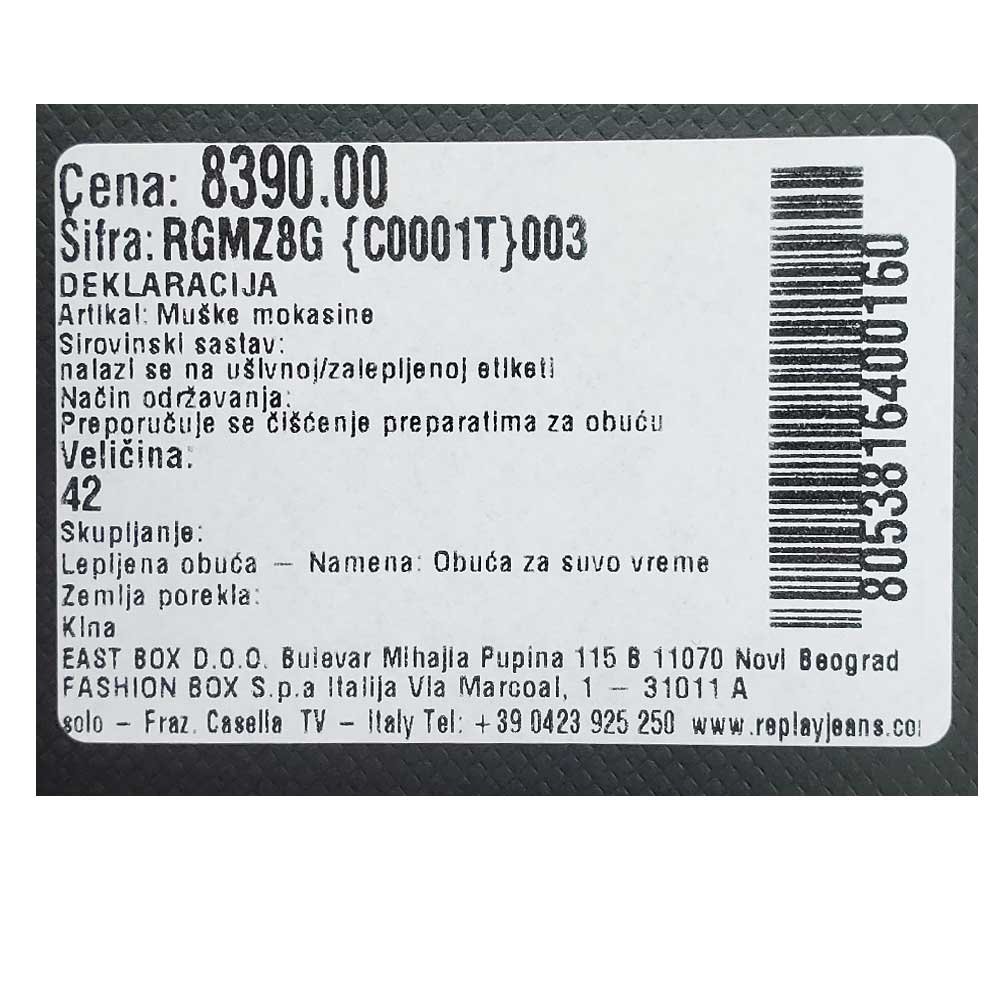 Cena: 8390.00
Šifra: RGMZ8G {C0001T}003
DEKLARACIJA
Artikal: Muške mokasine
Sirovinski sastav:
nalazi se na ušivnoj/zalepljenoj etiketi
Način održavanja:
Preporučuje se čišćenje preparatima za obuću
Veličina:
42
Skupljanje:
Lepljena obuća – Namena: Obuća za suvo vreme
Zemlja porekla:
Kina
EAST BOX D.O.O. Bulevar Mihajla Pupina 115 B 11070 Novi Beograd
FASHION BOX S.p.a Italija Via Marcoal, 1 – 31011 A
solo – Fraz. Casella TV – Italy Tel: +39 0423 925 250 www.replayjeans.co
8053816400160